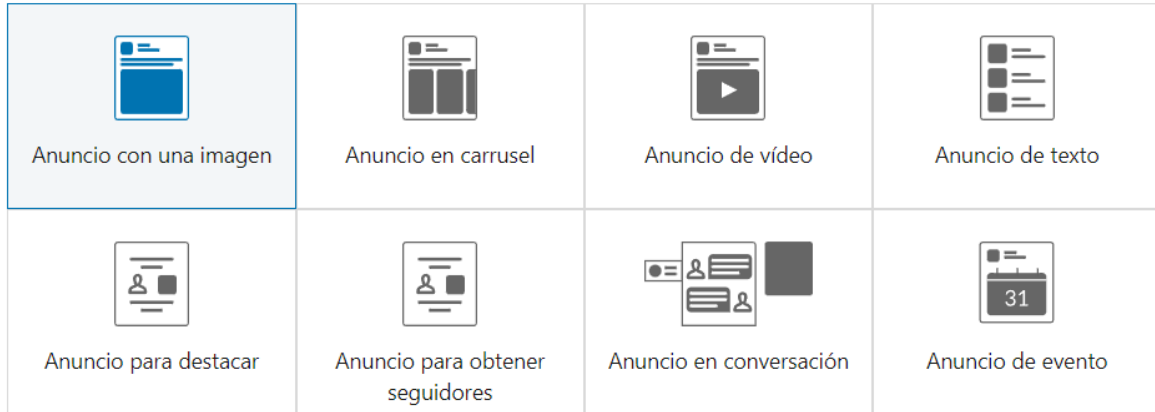 Anuncio con una imagen
Anuncio en carrusel
Anuncio de vídeo
Anuncio de texto
31
Anuncio para destacar
Anuncio para obtener
seguidores
Anuncio en conversación
Anuncio de evento